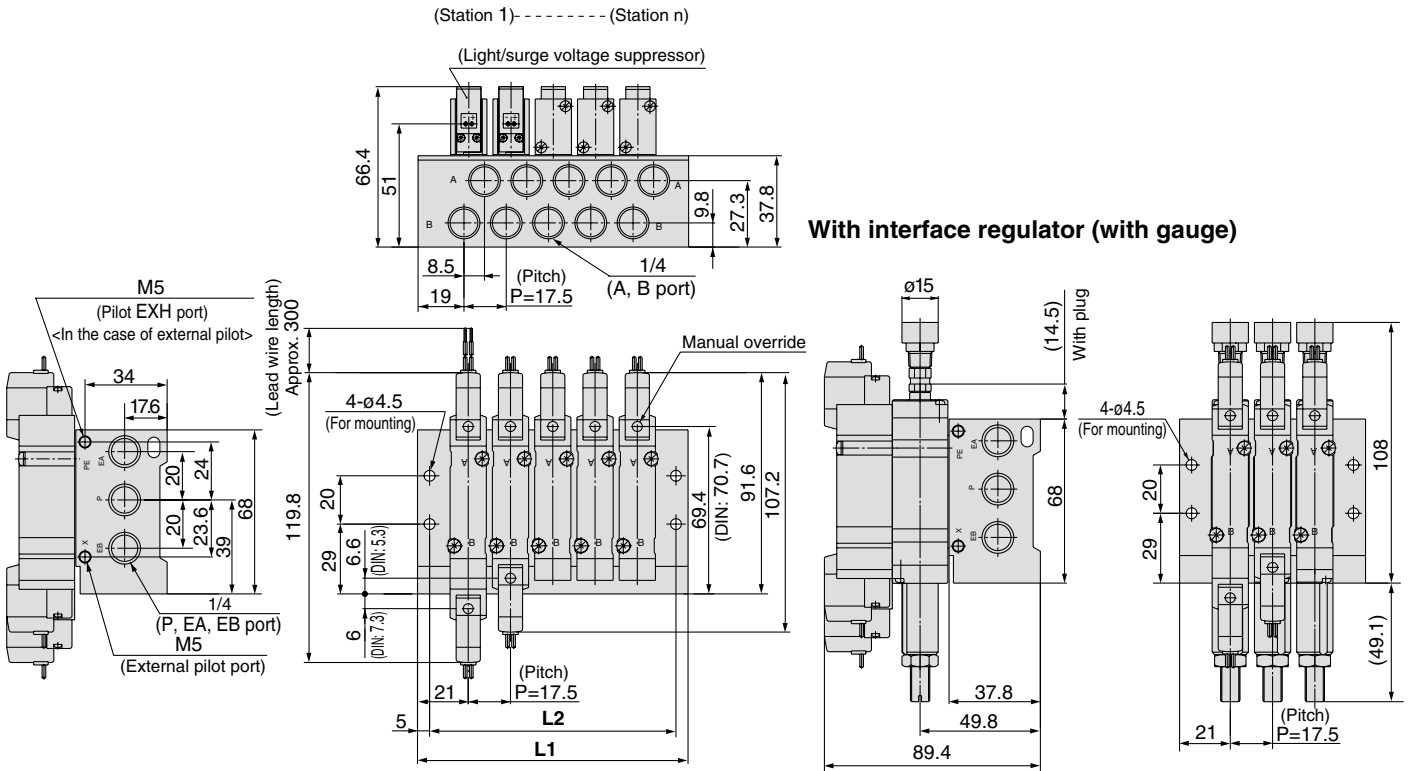 (Station 1)---------(Station n)
(Light/surge voltage suppressor)
66.4
51
A
A
B
B
9.8
27.3
37.8
8.5
19
(Pitch)
P=17.5
1/4
(A, B port)
With interface regulator (with gauge)
M5
(Pilot EXH port)
<In the case of external pilot>
34
17.6
PE
EA
P
X
EB
20
24
20
23.6
39
68
1/4
(P, EA, EB port)
M5
(External pilot port)
(Lead wire length)
Approx. 300
Manual override
4-ø4.5
(For mounting)
119.8
20
29
6.6
(DIN: 5.3)
6
(DIN: 7.3)
A
A
A
A
A
B
B
B
B
B
69.4
(DIN: 70.7)
91.6
107.2
21
(Pitch)
P=17.5
5
L2
L1
ø15
(14.5)
With plug
PE
EA
P
X
EB
68
37.8
49.8
89.4
4-ø4.5
(For mounting)
20
29
A
A
B
B
108
(49.1)
21
(Pitch)
P=17.5